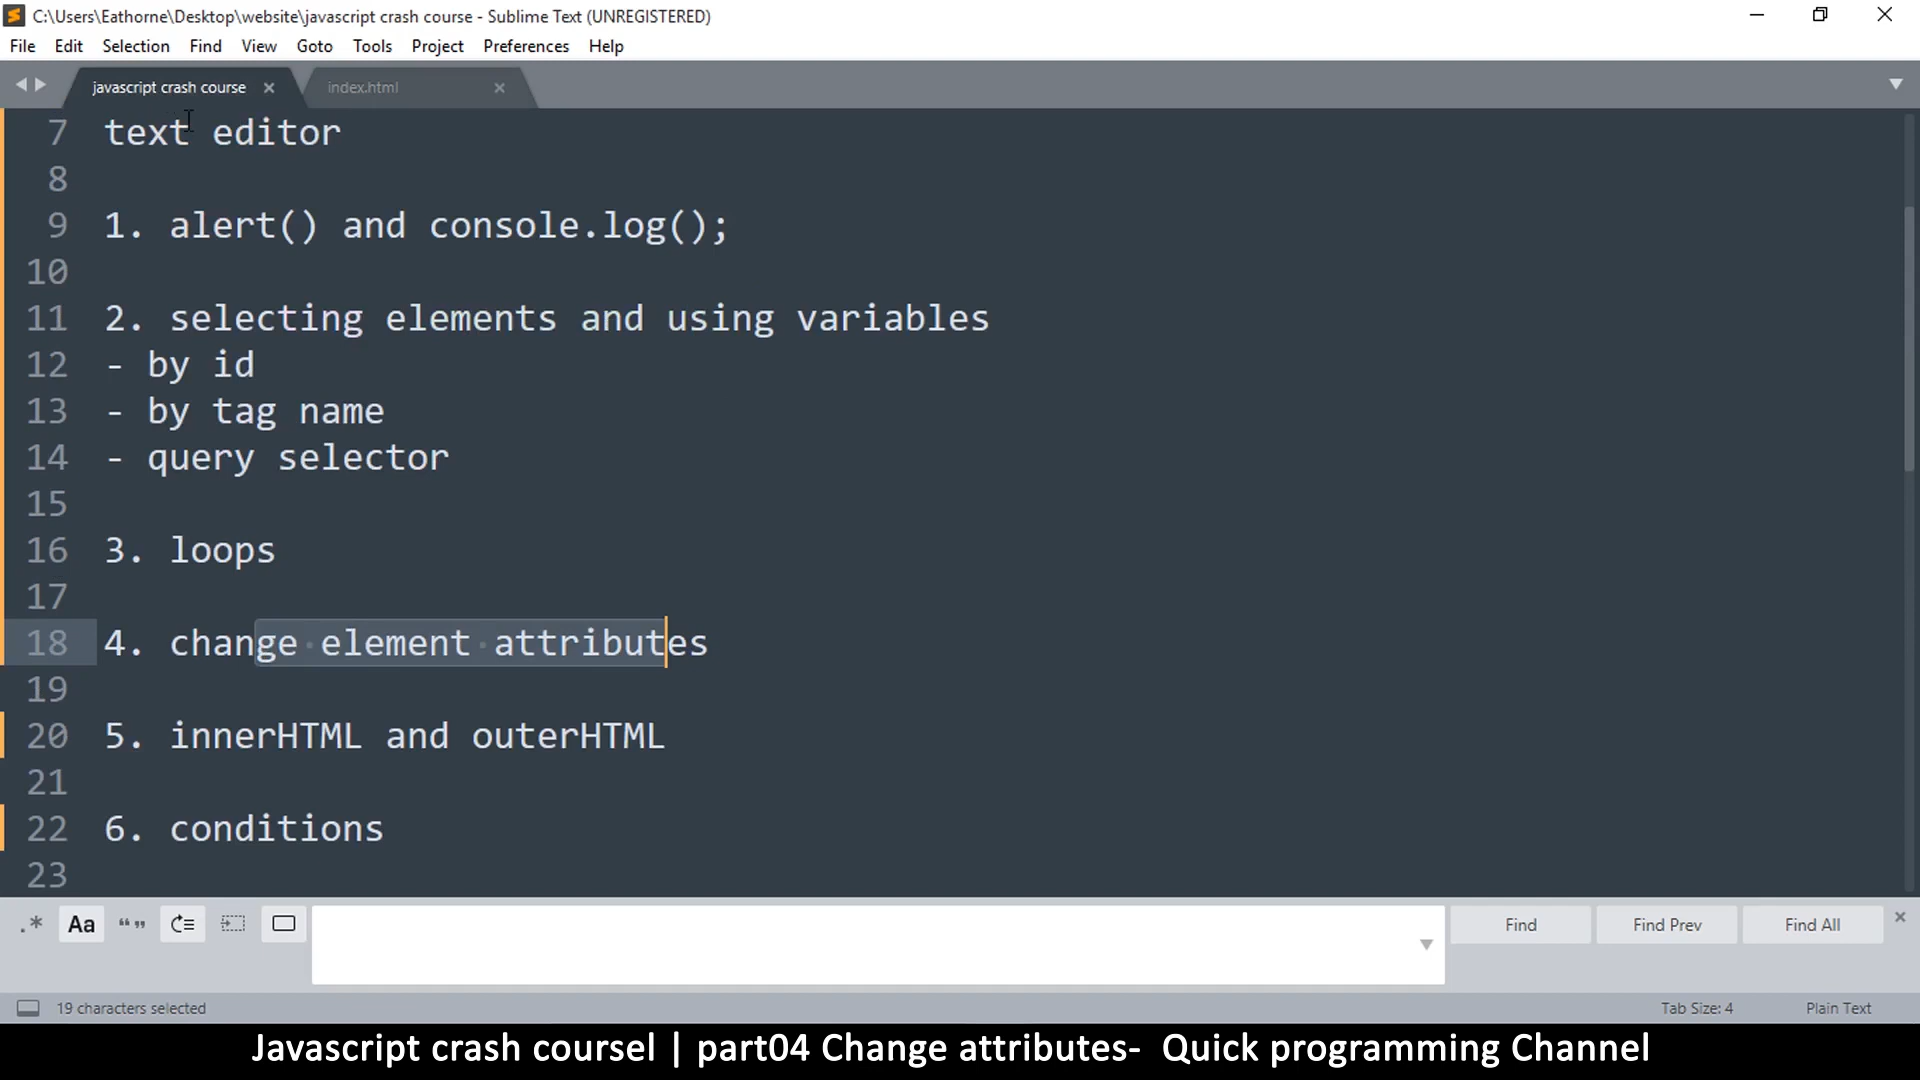 C:\Users\Eathorne\Desktop\website\javascript crash course - Sublime Text (UNREGISTERED)
File Edit Selection Find View Goto Tools Project Preferences Help
javascript crash course index.html
7 text editor
8
9 1. alert() and console.log();
10
11 2. selecting elements and using variables
12 - by id
13 - by tag name
14 - query selector
15
16 3. loops
17
18 4. change element attributes
19
20 5. innerHTML and outerHTML
21
22 6. conditions
23
.* Aa “” Find Find Prev Find All
19 characters selected Tab Size: 4 Plain Text
Javascript crash coursel | part04 Change attributes- Quick programming Channel